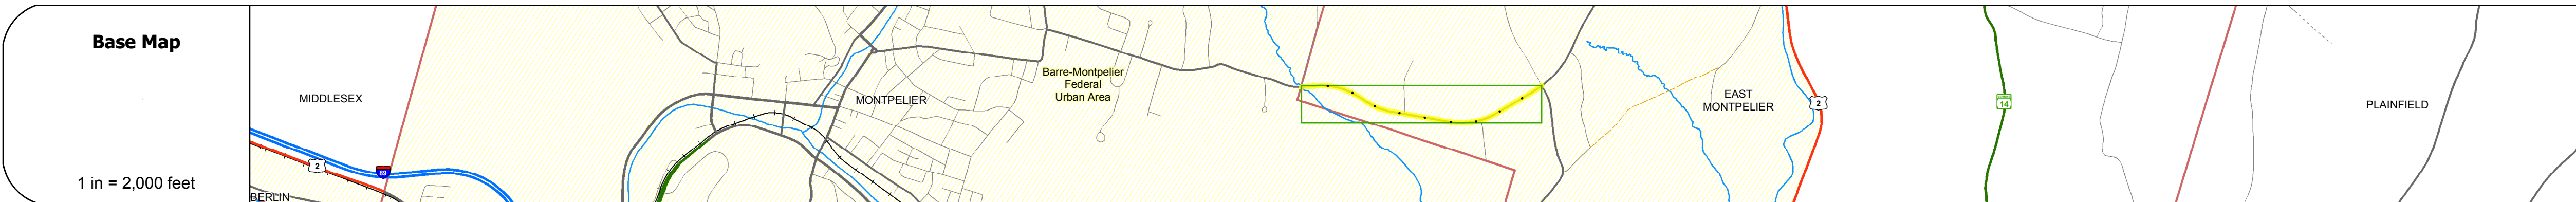 Base Map
1 in = 2,000 feet
MIDDLESEX
BERLIN
2
89
MONTPELIER
Barre-Montpelier
Federal
Urban Area
EAST
MONTPELIER
2
14
PLAINFIELD